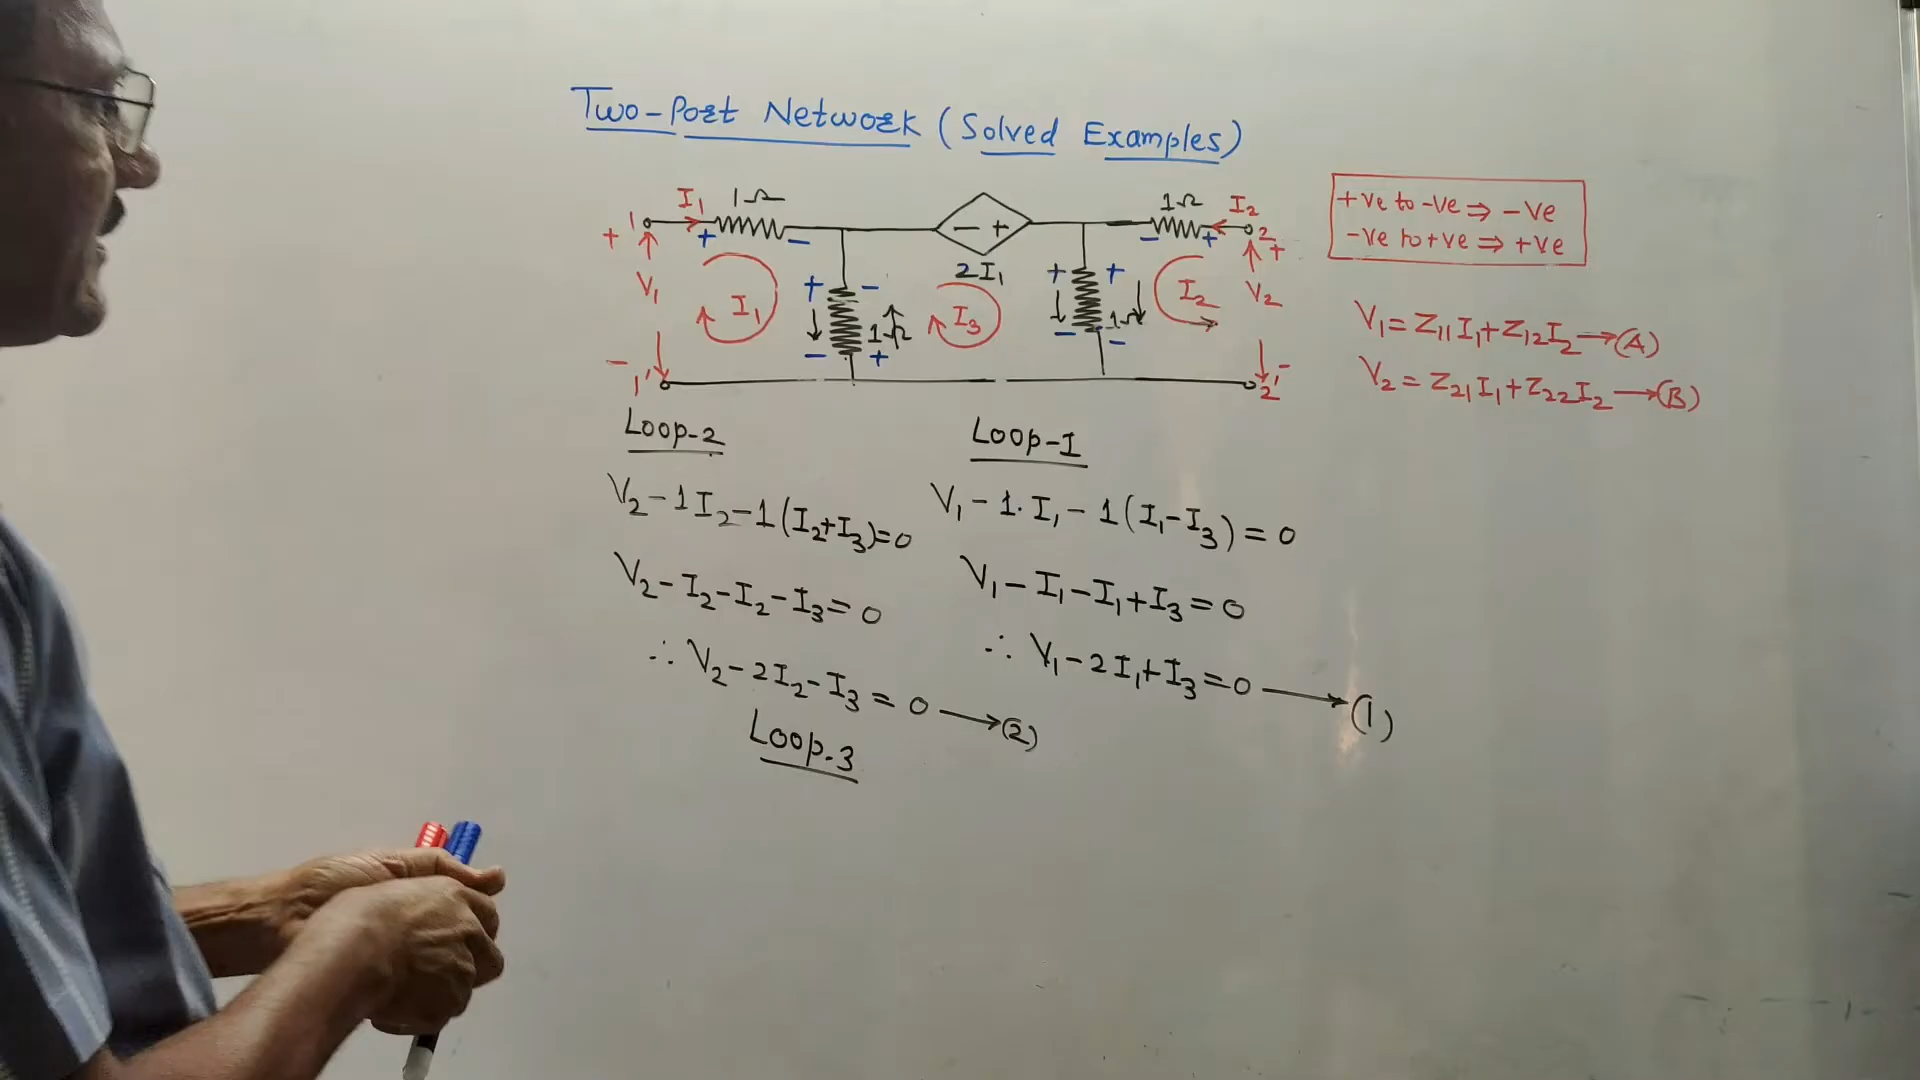 Two-Port Network (Solved Examples)
I₁ 1Ω 1Ω I₂
+ 1 + - - + - + 2 +
2I₁
V₁ I₁ + - 1Ω I₃ + + 1Ω I₂ V₂
- + - -
- 1' 2' -
+ve to -ve ⇒ -ve
-ve to +ve ⇒ +ve
V₁ = Z₁₁I₁+Z₁₂I₂ → (A)
V₂ = Z₂₁I₁+Z₂₂I₂ → (B)
Loop-2
V₂ - 1I₂ - 1(I₂+I₃)=0
V₂ - I₂ - I₂ - I₃ = 0
∴ V₂ - 2I₂ - I₃ = 0 → (2)
Loop-1
V₁ - 1. I₁ - 1(I₁-I₃) = 0
V₁ - I₁ - I₁ + I₃ = 0
∴ V₁ - 2I₁ + I₃ = 0 → (1)
Loop-3